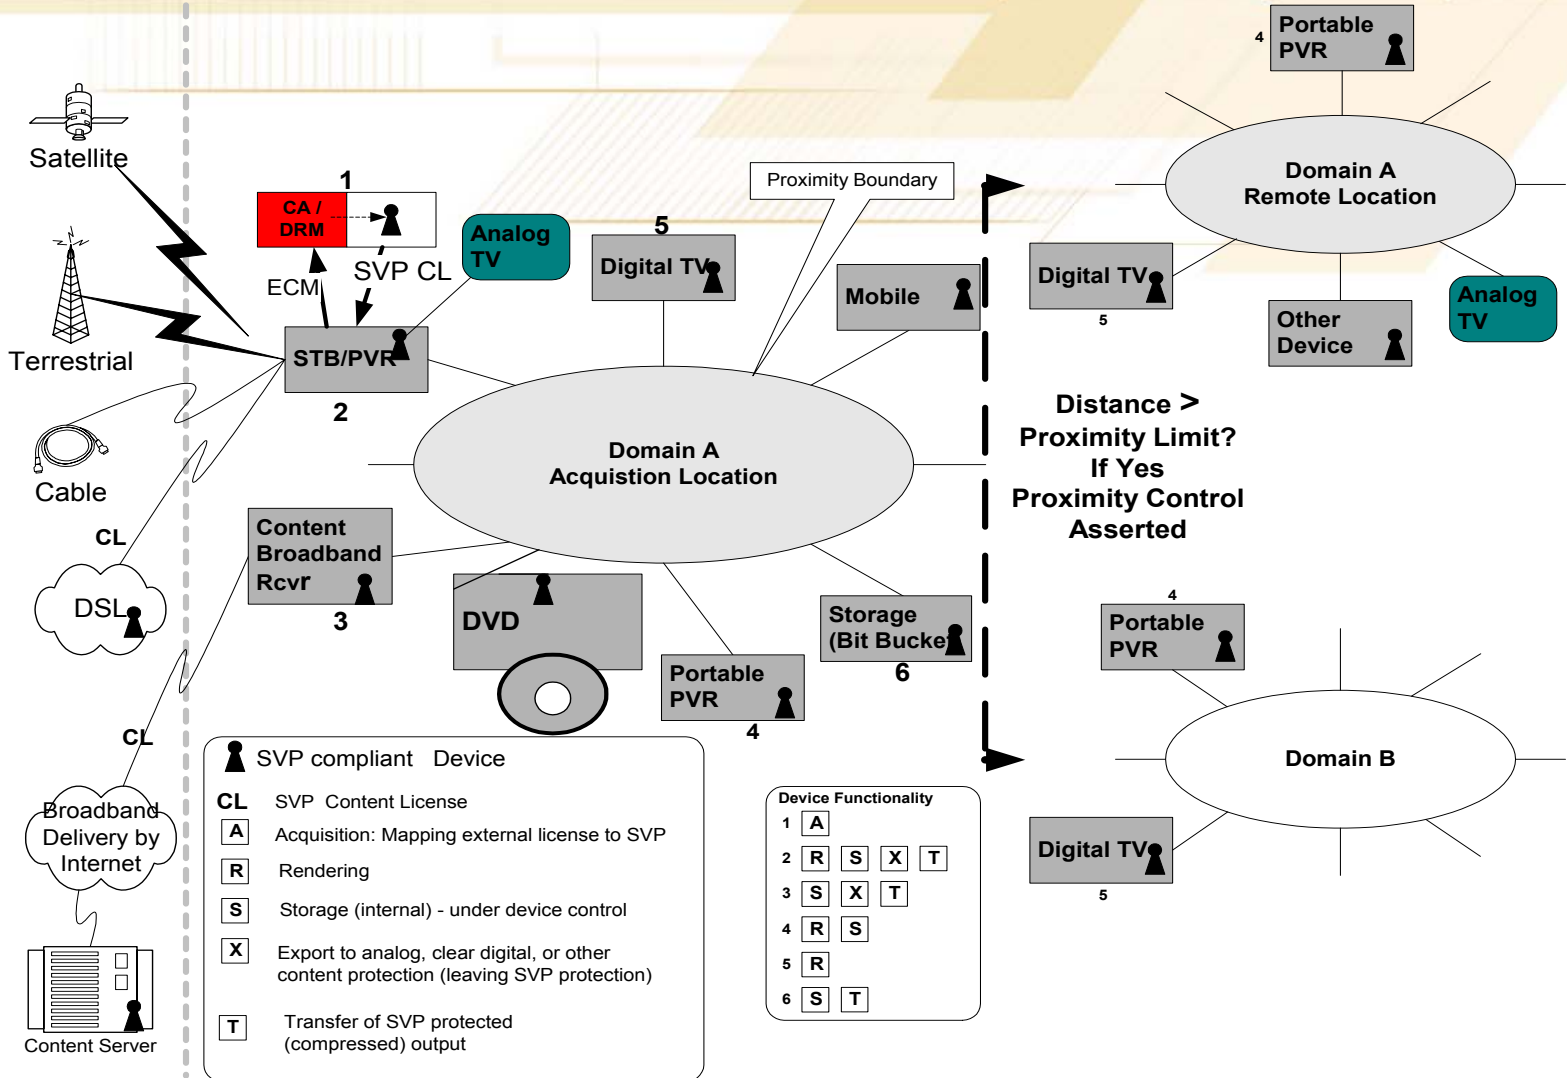 Satellite
Terrestrial
Cable
CL
DSL
CL
Broadband
Delivery by
Internet
Content Server
1
CA /
DRM
ECM
SVP CL
STB/PVR
2
Analog
TV
5
Digital TV
Proximity Boundary
Mobile
Domain A
Acquistion Location
Content
Broadband
Rcvr
3
DVD
Portable
PVR
4
Storage
(Bit Bucke
6
4
Portable
PVR
Domain A
Remote Location
Digital TV
5
Other
Device
Analog
TV
Distance >
Proximity Limit?
If Yes
Proximity Control
Asserted
4
Portable
PVR
Domain B
Digital TV
5
SVP compliant Device
CL SVP Content License
A Acquisition: Mapping external license to SVP
R Rendering
S Storage (internal) - under device control
X Export to analog, clear digital, or other
content protection (leaving SVP protection)
T Transfer of SVP protected
(compressed) output
Device Functionality
1 A
2 R S X T
3 S X T
4 R S
5 R
6 S T